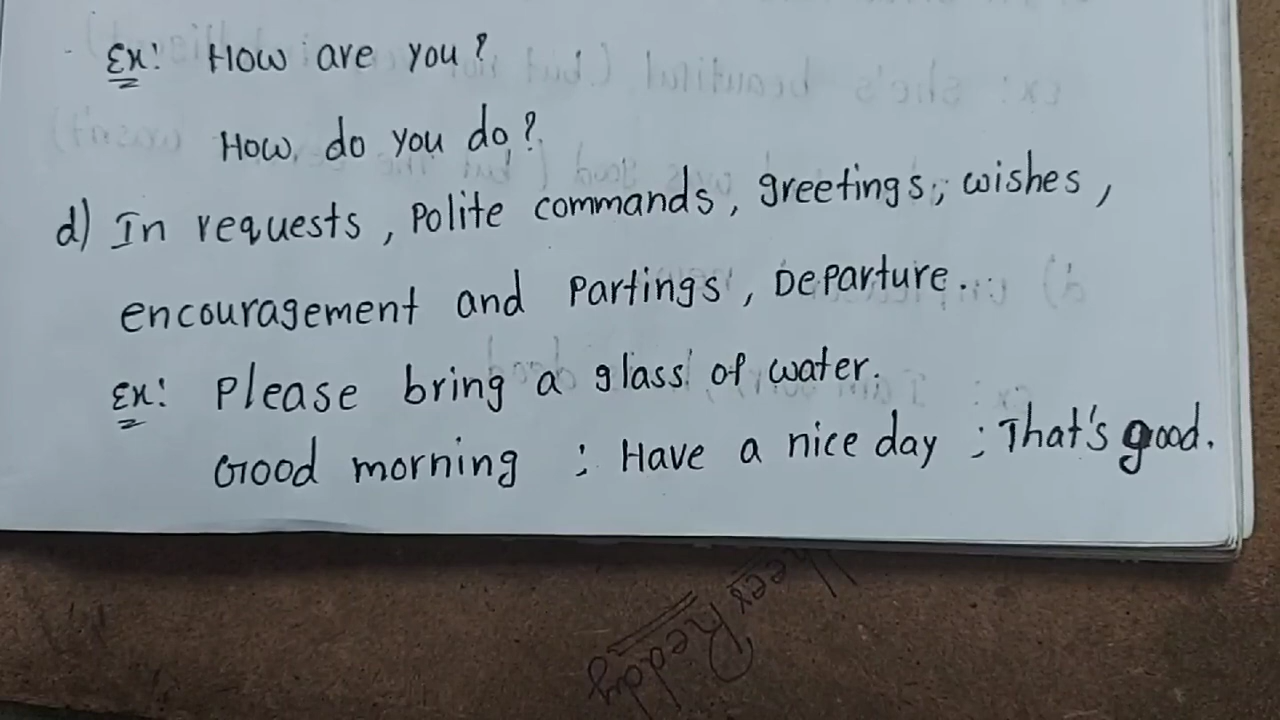 Ex: How are you?
How do you do?
d) In requests, polite commands, greetings, wishes,
encouragement and partings, Departure..
Ex: Please bring a glass of water.
Good morning ; Have a nice day ; That's good.
Reddy